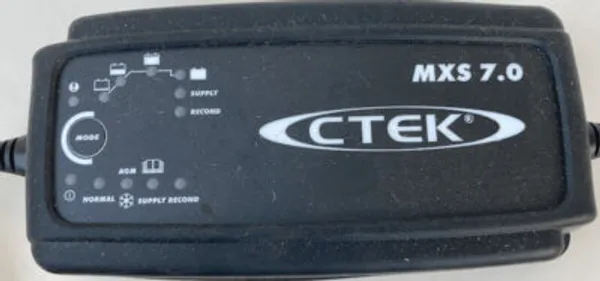 MXS 7.0
SUPPLY
RECOND
CTEK®
MODE
AGM
NORMAL SUPPLY RECOND